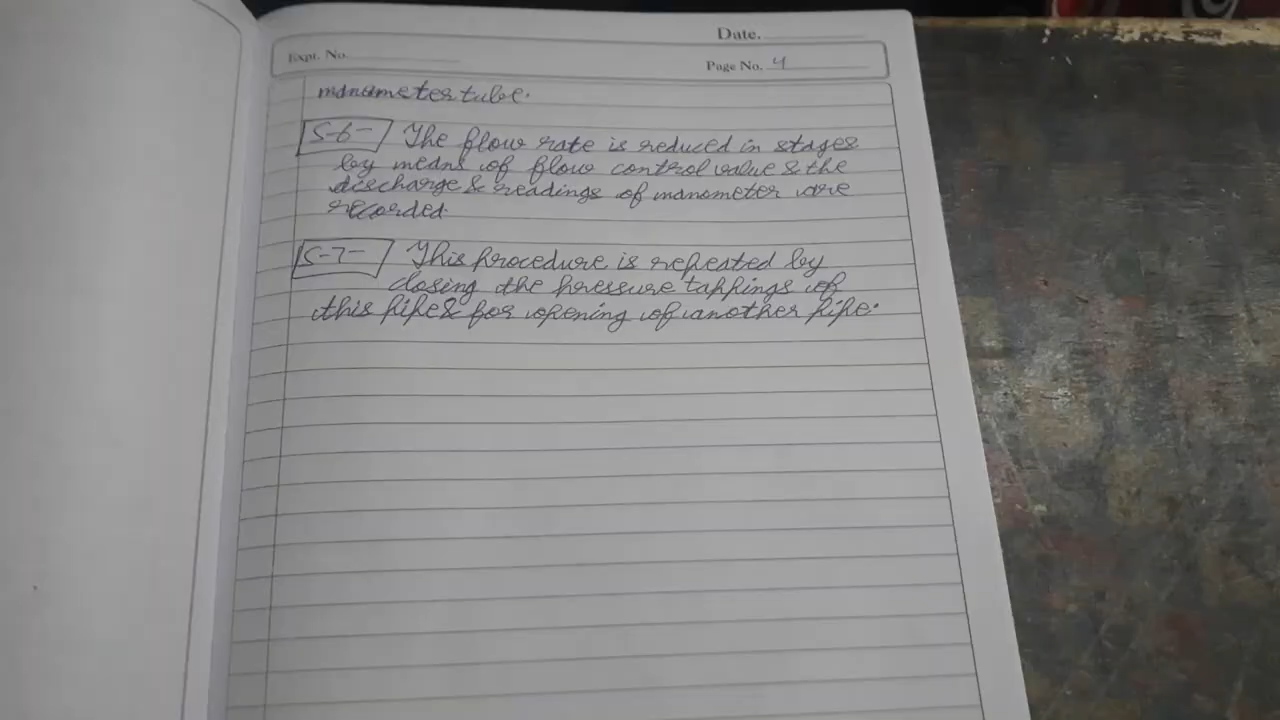 Date.
Expt. No.
Page No. 4
manometer tube.
S-6- The flow rate is reduced in stages
by means of flow control value & the
discharge & readings of manometer are
recorded.
S-7- This procedure is repeated by
closing the pressure tappings of
this pipe & for opening of another pipe.